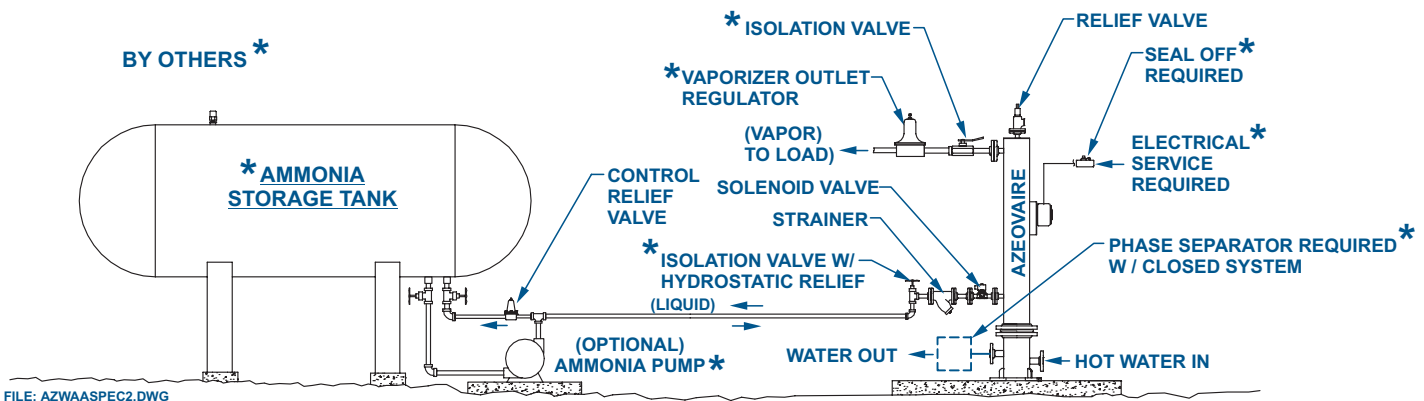 BY OTHERS *
* ISOLATION VALVE
RELIEF VALVE
SEAL OFF *
REQUIRED
* VAPORIZER OUTLET
REGULATOR
(VAPOR)
TO LOAD)
ELECTRICAL *
SERVICE
REQUIRED
* AMMONIA
STORAGE TANK
CONTROL
RELIEF
VALVE
SOLENOID VALVE
STRAINER
AZEOVAIRE
PHASE SEPARATOR REQUIRED *
W / CLOSED SYSTEM
* ISOLATION VALVE W/
HYDROSTATIC RELIEF
(LIQUID)
(OPTIONAL)
AMMONIA PUMP *
WATER OUT
HOT WATER IN
FILE: AZWAASPEC2.DWG